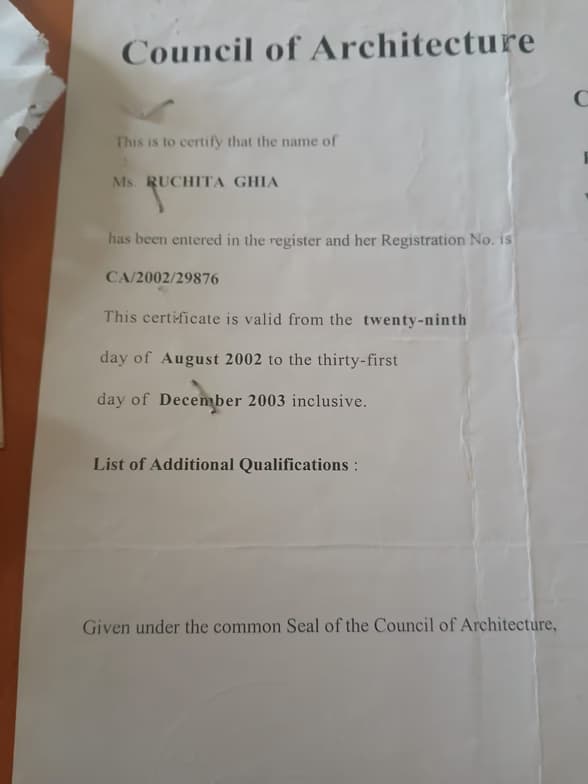 Council of Architecture
This is to certify that the name of
Ms. RUCHITA GHIA
has been entered in the register and her Registration No. is
CA/2002/29876
This certificate is valid from the twenty-ninth
day of August 2002 to the thirty-first
day of December 2003 inclusive.
List of Additional Qualifications :
Given under the common Seal of the Council of Architecture,